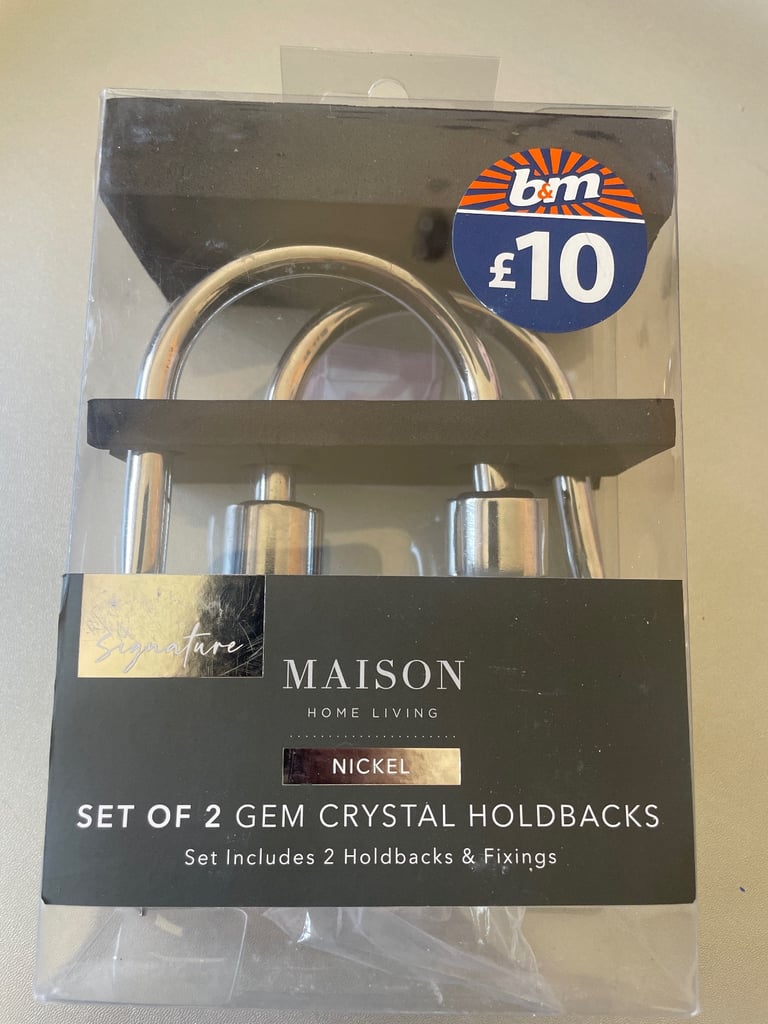 b&m
£10
Signature
MAISON
HOME LIVING
NICKEL
SET OF 2 GEM CRYSTAL HOLDBACKS
Set Includes 2 Holdbacks & Fixings